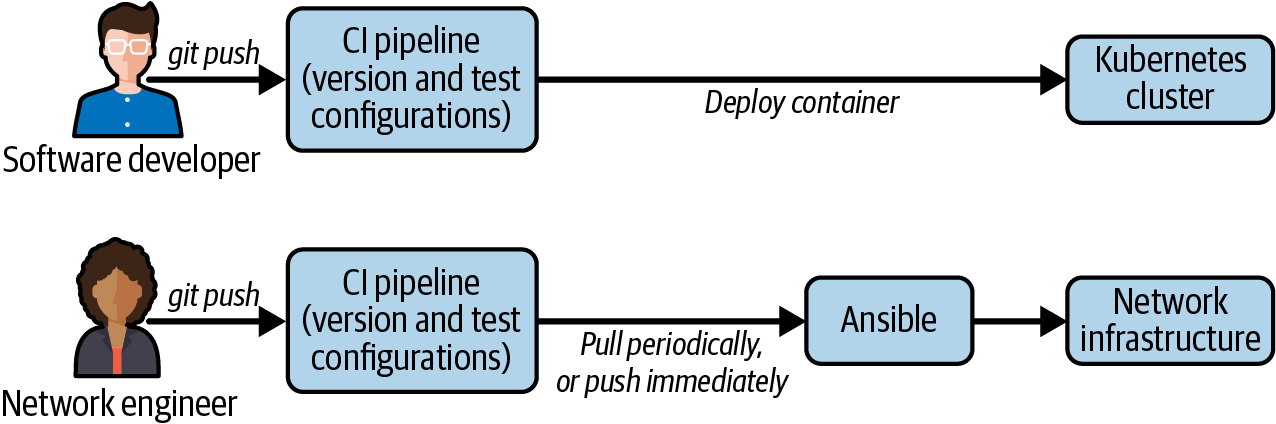 git push
CI pipeline
(version and test
configurations)
Deploy container
Kubernetes
cluster
Software developer
git push
CI pipeline
(version and test
configurations)
Pull periodically,
or push immediately
Ansible
Network
infrastructure
Network engineer